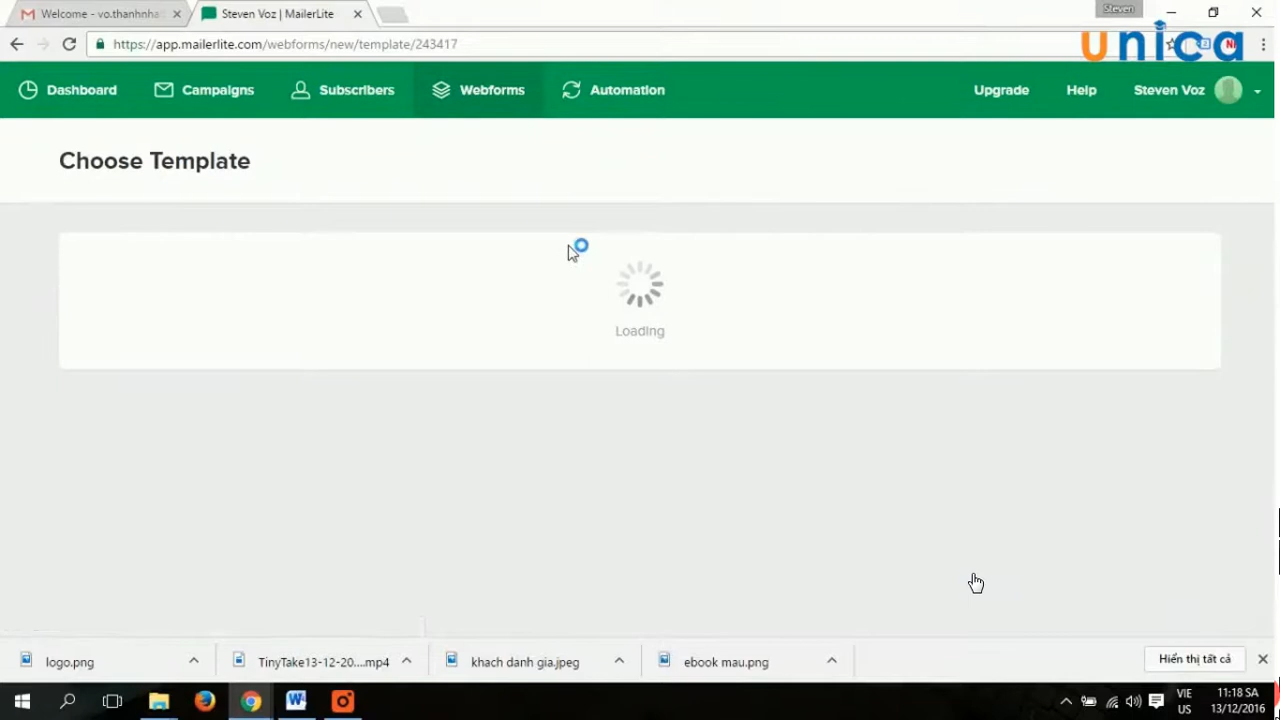 Welcome - vo.thanhnha
Steven Voz | MailerLite
Steven
https://app.mailerlite.com/webforms/new/template/243417
unica
Dashboard
Campaigns
Subscribers
Webforms
Automation
Upgrade
Help
Steven Voz
Choose Template
Loading
logo.png
TinyTake13-12-20....mp4
khach danh gia.jpeg
ebook mau.png
Hiển thị tất cả
VIE
US
11:18 SA
13/12/2016